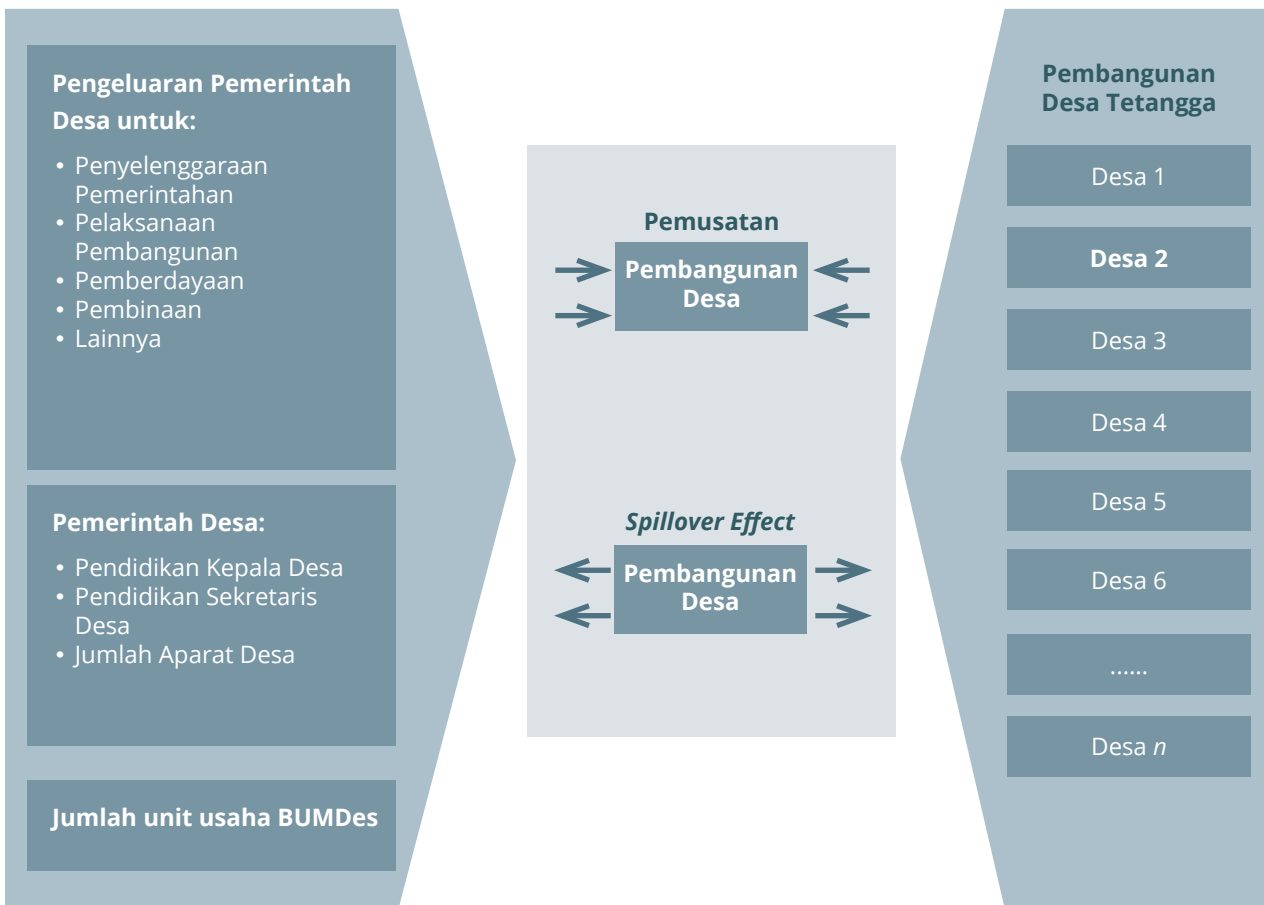 Pengeluaran Pemerintah
Desa untuk:
• Penyelenggaraan
Pemerintahan
• Pelaksanaan
Pembangunan
• Pemberdayaan
• Pembinaan
• Lainnya
Pemerintah Desa:
• Pendidikan Kepala Desa
• Pendidikan Sekretaris
Desa
• Jumlah Aparat Desa
Jumlah unit usaha BUMDes
Pemusatan
Pembangunan
Desa
Spillover Effect
Pembangunan
Desa
Pembangunan
Desa Tetangga
Desa 1
Desa 2
Desa 3
Desa 4
Desa 5
Desa 6
......
Desa n